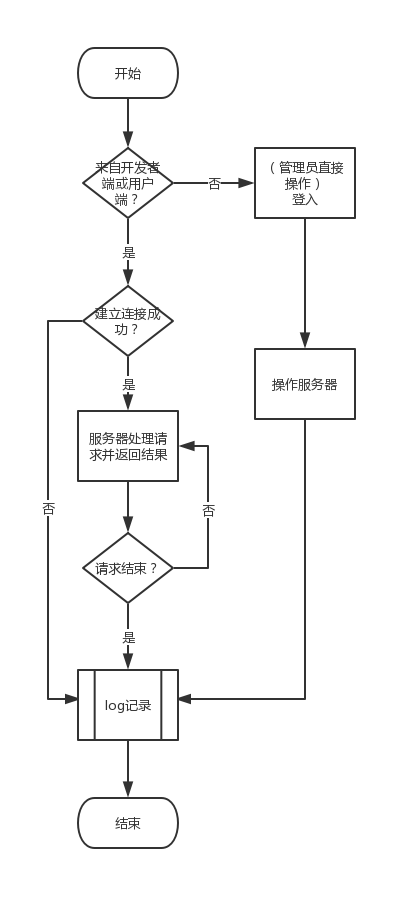 开始
来自开发者
端或用户
端？
否
（管理员直接
操作）
登入
是
建立连接成
功？
是
操作服务器
服务器处理请
求并返回结果
否
否
请求结束？
是
log记录
结束